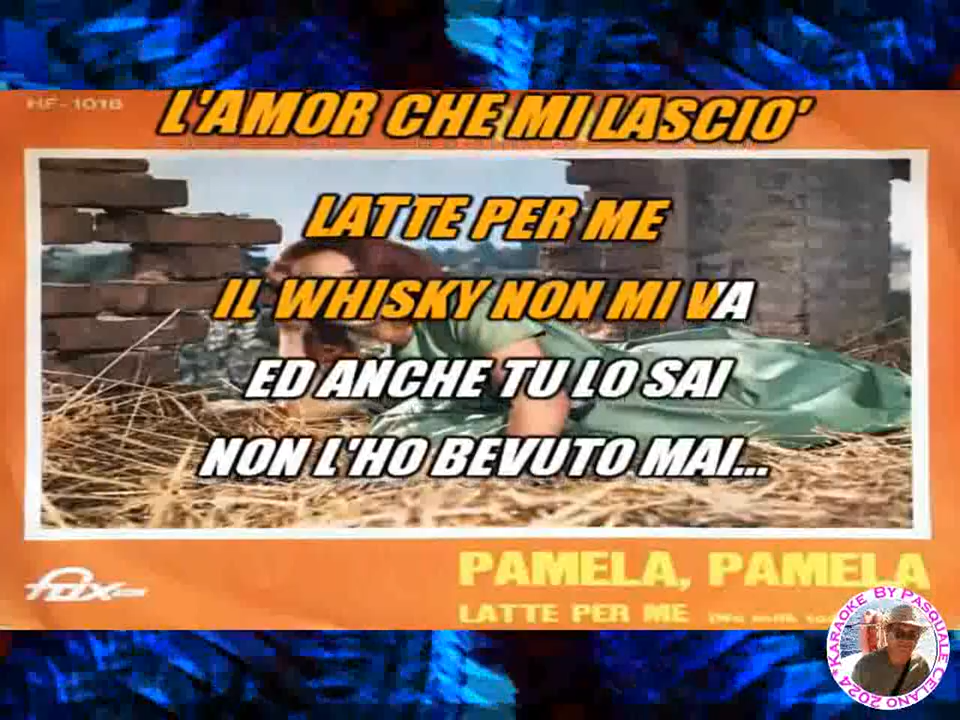 HF-1018
L'AMOR CHE MI LASCIO'
LATTE PER ME
IL WHISKY NON MI VA
ED ANCHE TU LO SAI
NON L'HO BEVUTO MAI...
PAMELA, PAMELA
LATTE PER ME
fox
*KARAOKE BY PASQUALE CELANO 2024